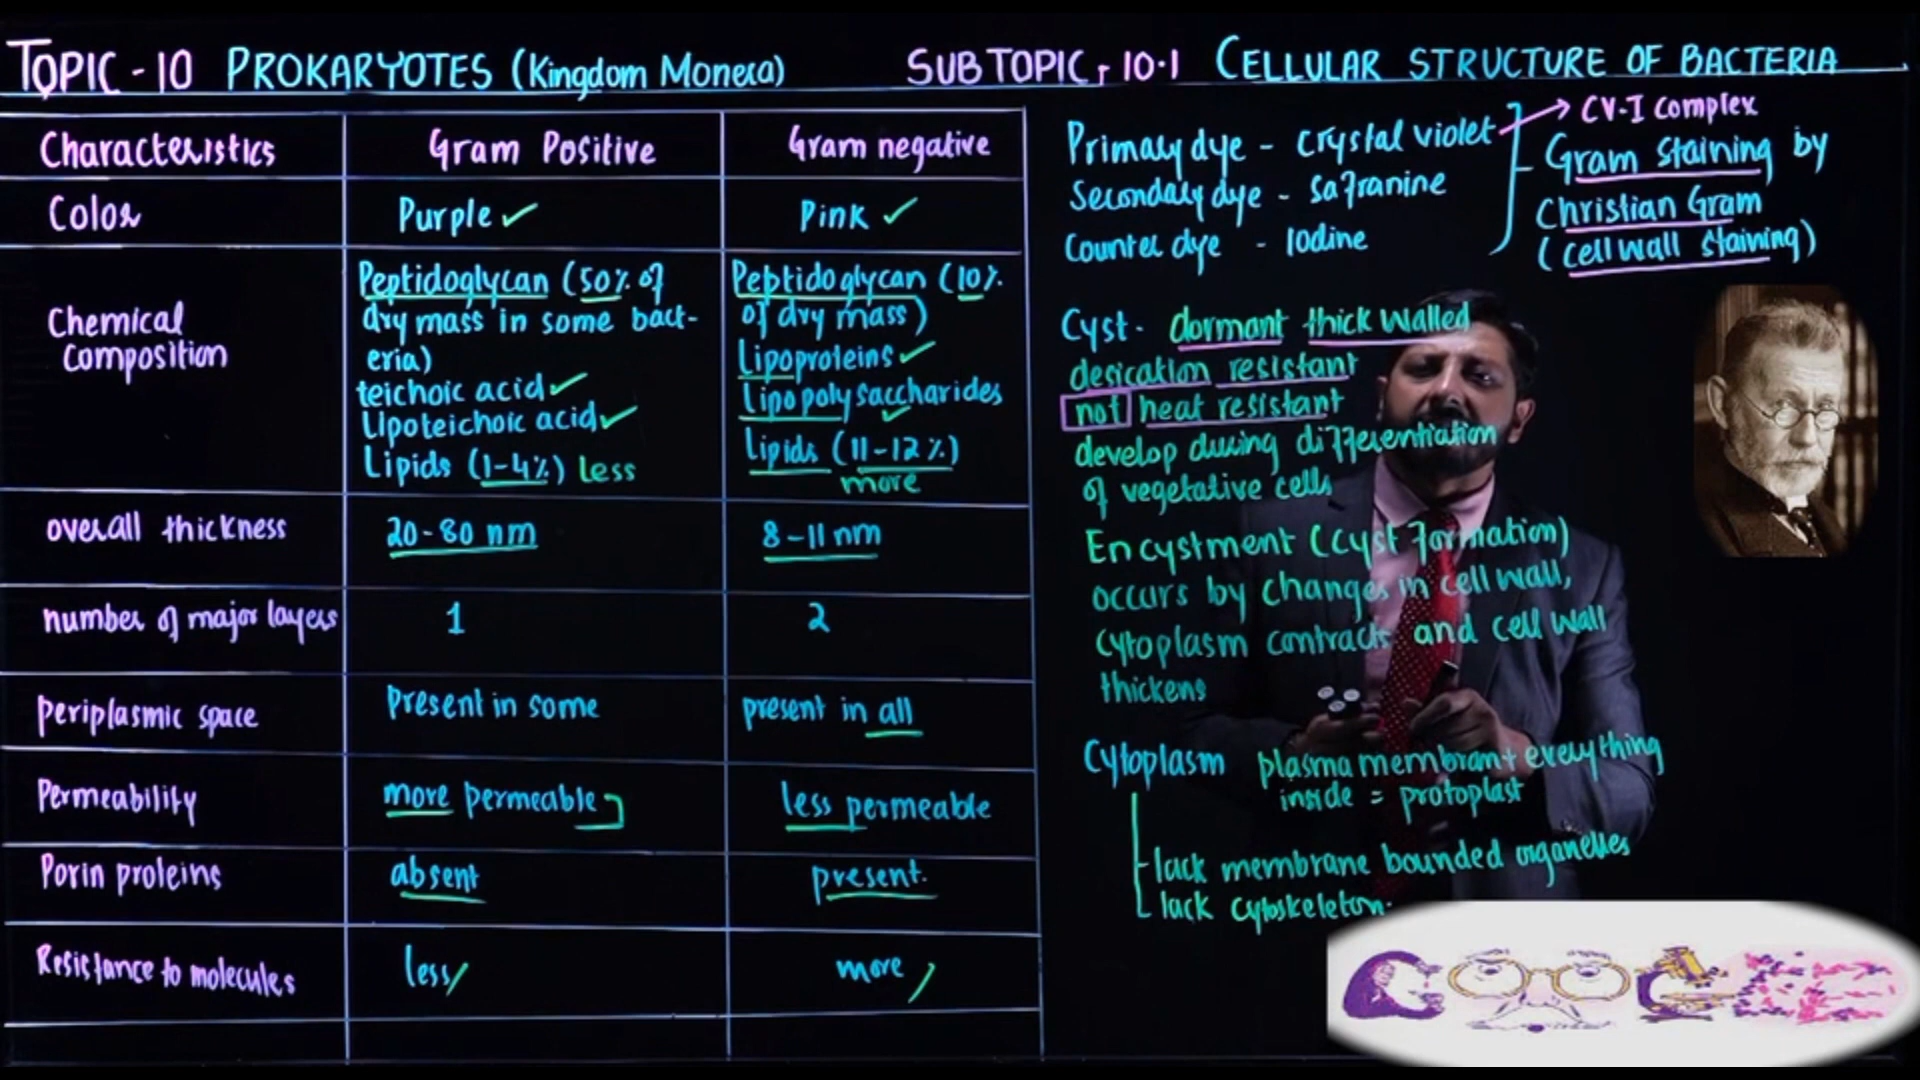 TOPIC-10 PROKARYOTES (Kingdom Monera) SUBTOPIC-10.1 CELLULAR STRUCTURE OF BACTERIA
Characteristics Gram Positive Gram negative
Color Purple Pink
Chemical composition
Peptidoglycan (50% of
dry mass in some bact-
eria)
teichoic acid
Lipoteichoic acid
Lipids (1-4%) less
Peptidoglycan (10%
of dry mass)
Lipoproteins
Lipopolysaccharides
Lipids (11-12%)
more
overall thickness 20-80 nm 8-11 nm
number of major layers 1 2
periplasmic space present in some present in all
Permeability more permeable less permeable
Porin proteins absent present.
Resistance to molecules less more
Primary dye - Crystal violet
Secondary dye - Safranine
Counter dye - Iodine
CV-I complex
Gram staining by
Christian Gram
(cell wall staining)
Cyst - dormant thick walled
desication resistant
not heat resistant
develop during differentiation
of vegetative cells
Encystment (cyst formation)
occurs by changes in cell wall,
cytoplasm contracts and cell wall
thickens
Cytoplasm plasma membran + everything
inside = protoplast
lack membrane bounded organelles
lack cytoskeleton.